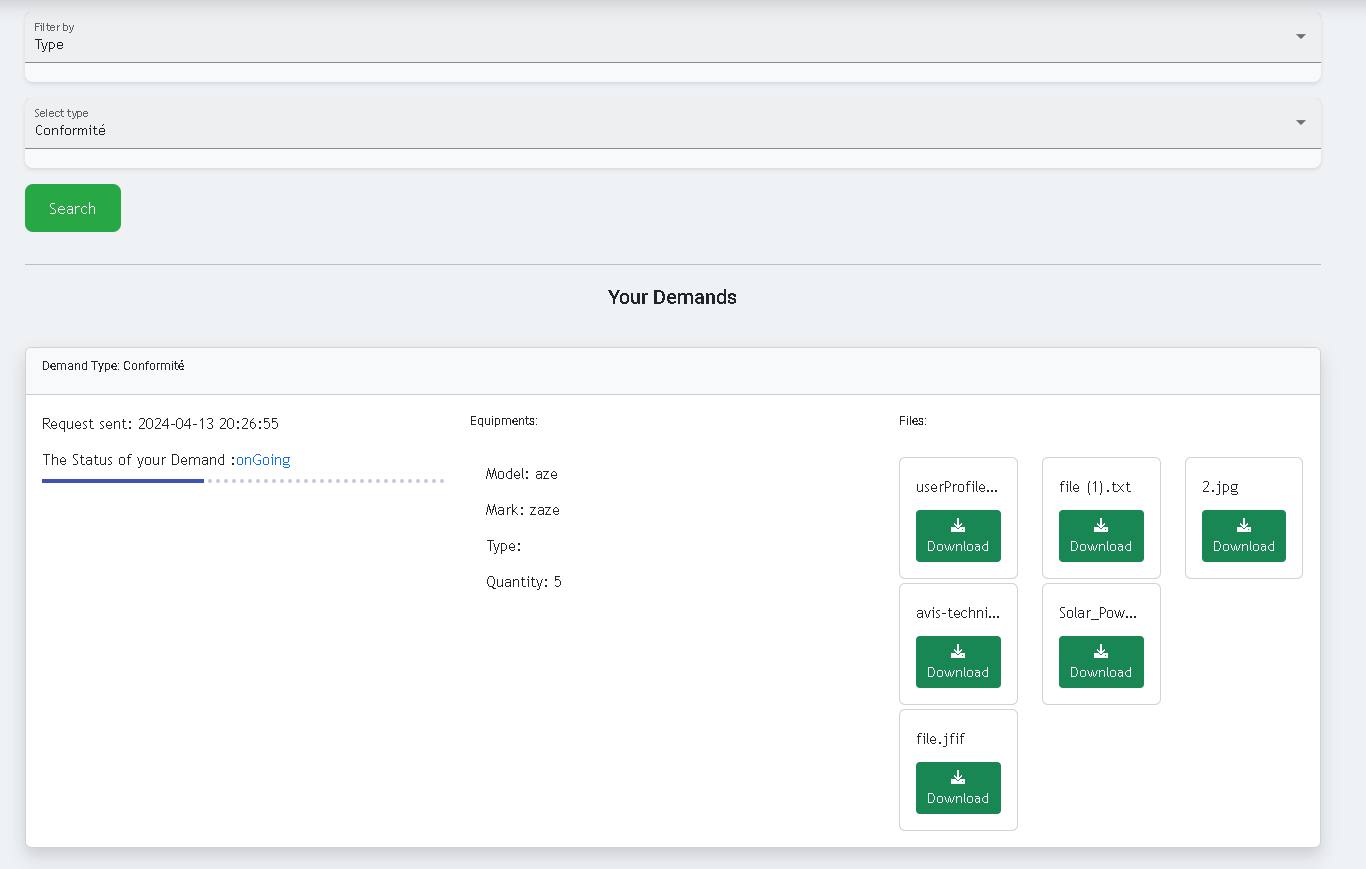 Filter by
Type
Select type
Conformité
Search
Your Demands
Demand Type: Conformité
Request sent: 2024-04-13 20:26:55
The Status of your Demand :onGoing
Equipments:
Model: aze
Mark: zaze
Type:
Quantity: 5
Files:
userProfile...
Download
file (1).txt
Download
2.jpg
Download
avis-techni...
Download
Solar_Pow...
Download
file.jfif
Download